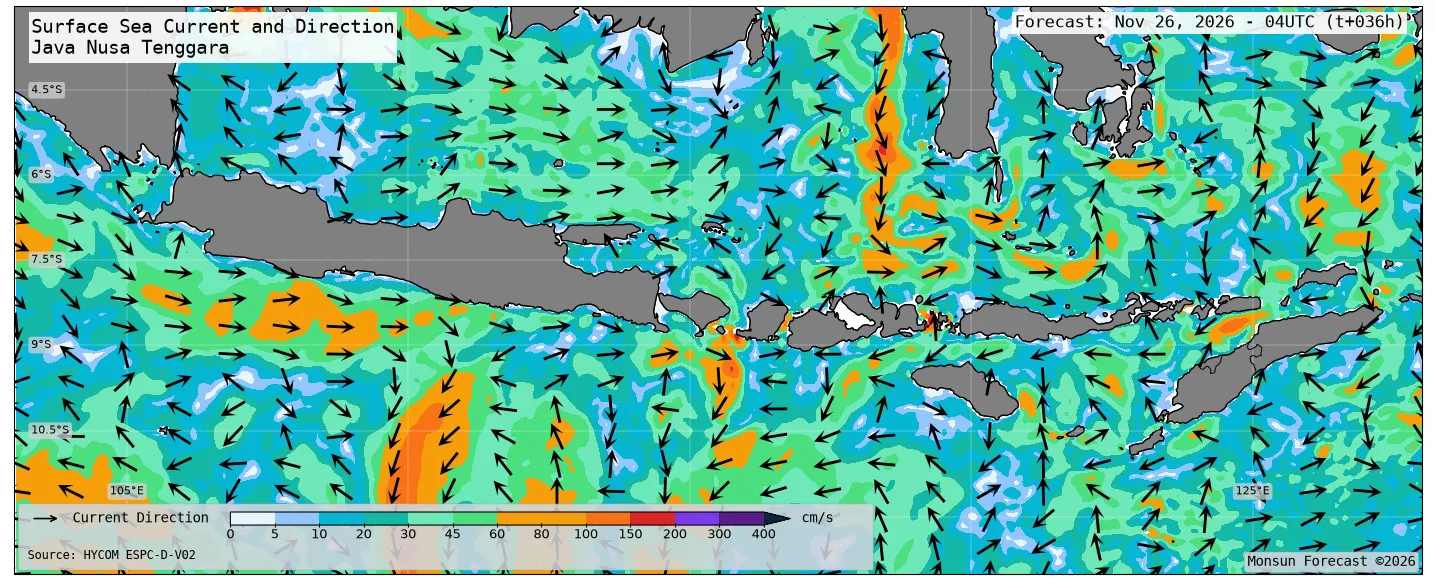 Surface Sea Current and Direction
Java Nusa Tenggara
Forecast: Nov 26, 2026 - 04UTC (t+036h)
4.5°S
6°S
7.5°S
9°S
10.5°S
105°E
125°E
Current Direction
0 5 10 20 30 45 60 80 100 150 200 300 400
cm/s
Source: HYCOM ESPC-D-V02
Monsun Forecast ©2026